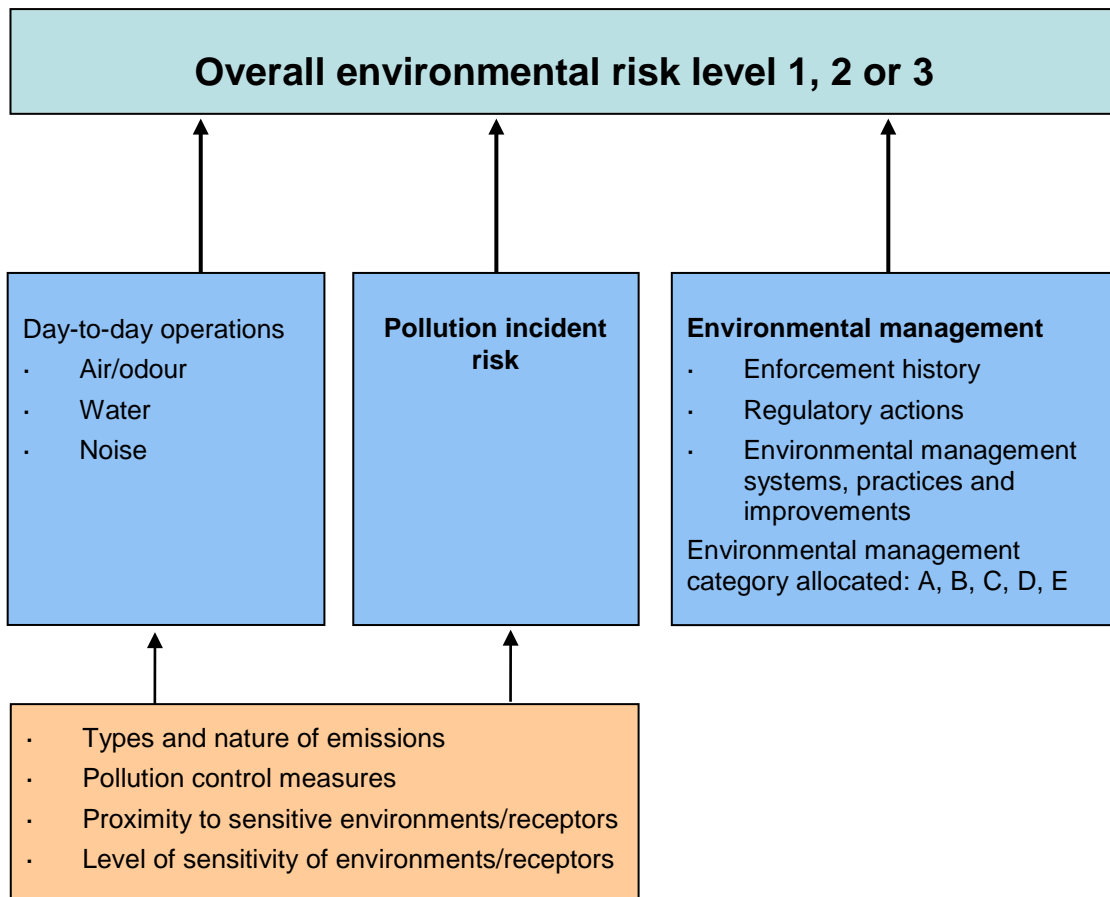 Overall environmental risk level 1, 2 or 3
Day-to-day operations
· Air/odour
· Water
· Noise
Pollution incident
risk
Environmental management
· Enforcement history
· Regulatory actions
· Environmental management
systems, practices and
improvements
Environmental management
category allocated: A, B, C, D, E
· Types and nature of emissions
· Pollution control measures
· Proximity to sensitive environments/receptors
· Level of sensitivity of environments/receptors